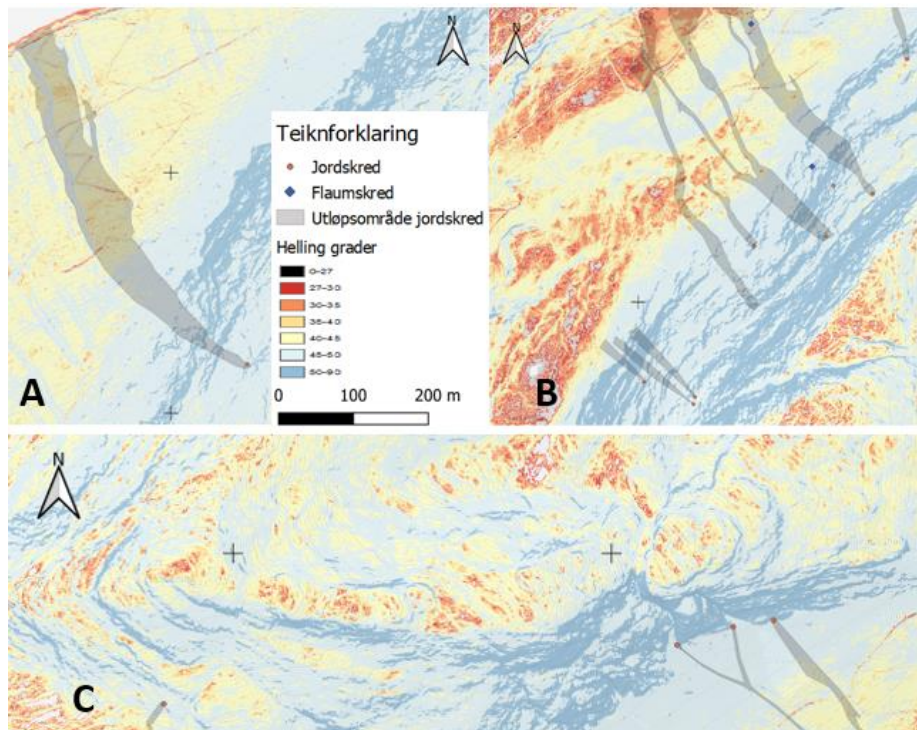 N
N
Teiknforklaring
Jordskred
Flaumskred
Utløpsområde jordskred
Helling grader
0-27
27-30
30-35
35-40
40-45
45-50
50-90
0 100 200 m
A
B
N
C